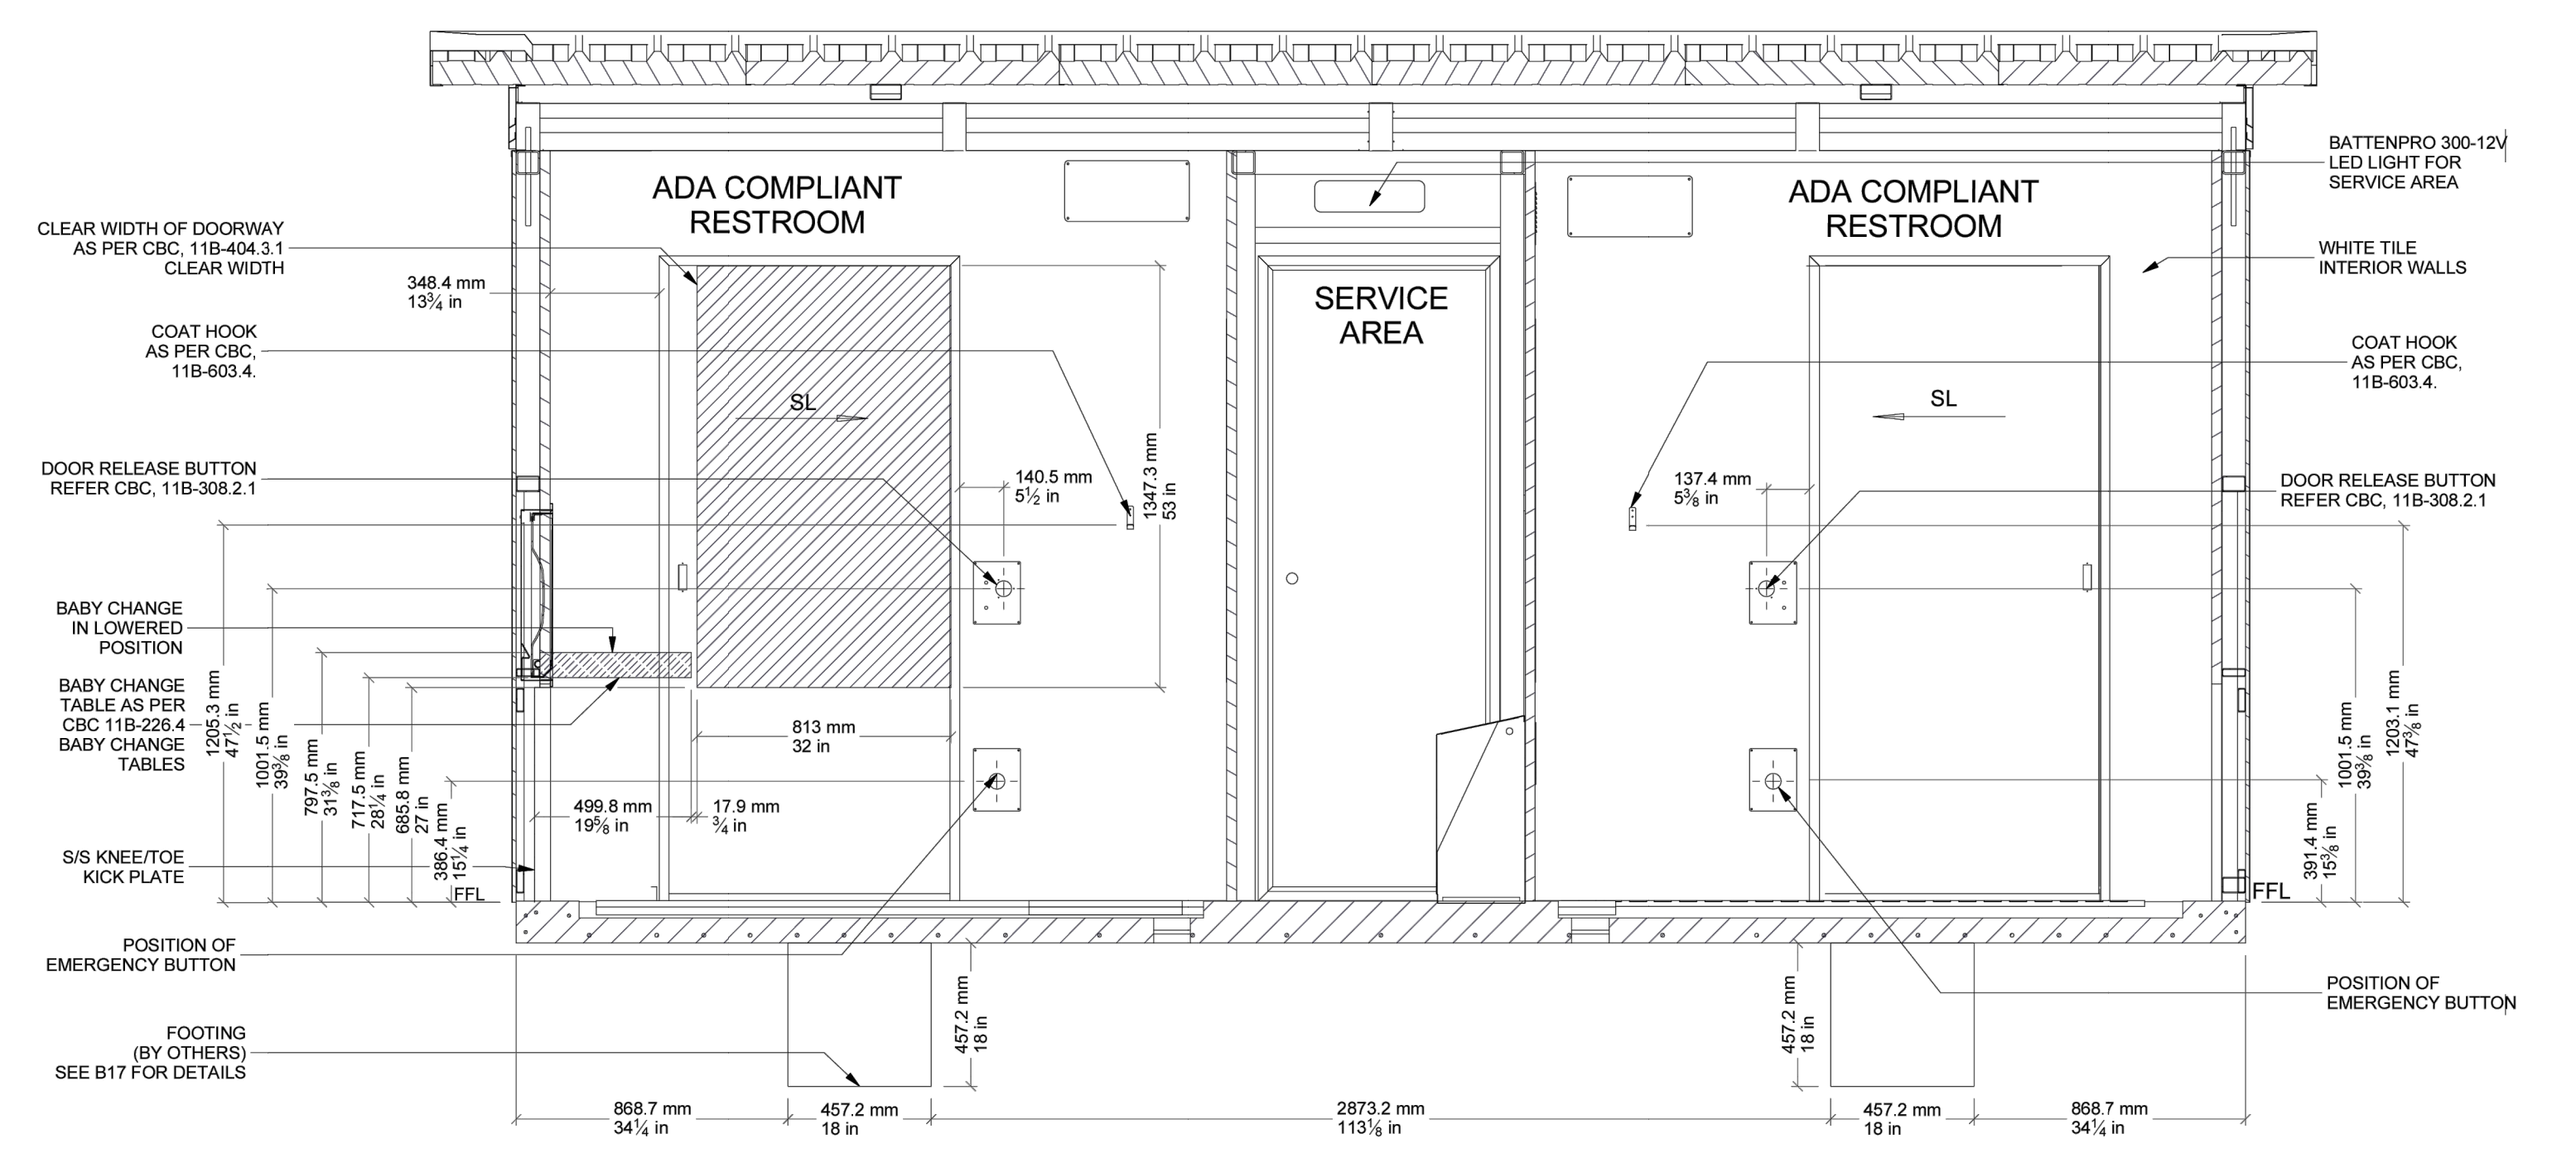 ADA COMPLIANT
RESTROOM
SERVICE
AREA
ADA COMPLIANT
RESTROOM
CLEAR WIDTH OF DOORWAY
AS PER CBC, 11B-404.3.1
CLEAR WIDTH
348.4 mm
13¾ in
COAT HOOK
AS PER CBC,
11B-603.4.
SL
DOOR RELEASE BUTTON
REFER CBC, 11B-308.2.1
140.5 mm
5½ in
1347.3 mm
53 in
BABY CHANGE
IN LOWERED
POSITION
BABY CHANGE
TABLE AS PER
CBC 11B-226.4
BABY CHANGE
TABLES
1205.3 mm
47½ in
1001.5 mm
39⅜ in
797.5 mm
31⅜ in
717.5 mm
28¼ in
685.8 mm
27 in
386.4 mm
15¼ in
813 mm
32 in
499.8 mm
19⅝ in
17.9 mm
¾ in
S/S KNEE/TOE
KICK PLATE
FFL
POSITION OF
EMERGENCY BUTTON
FOOTING
(BY OTHERS)
SEE B17 FOR DETAILS
BATTENPRO 300-12V
LED LIGHT FOR
SERVICE AREA
WHITE TILE
INTERIOR WALLS
COAT HOOK
AS PER CBC,
11B-603.4.
SL
137.4 mm
5⅜ in
DOOR RELEASE BUTTON
REFER CBC, 11B-308.2.1
391.4 mm
15⅜ in
1001.5 mm
39⅜ in
1203.1 mm
47⅜ in
FFL
POSITION OF
EMERGENCY BUTTON
457.2 mm
18 in
457.2 mm
18 in
868.7 mm
34¼ in
457.2 mm
18 in
2873.2 mm
113⅛ in
457.2 mm
18 in
868.7 mm
34¼ in